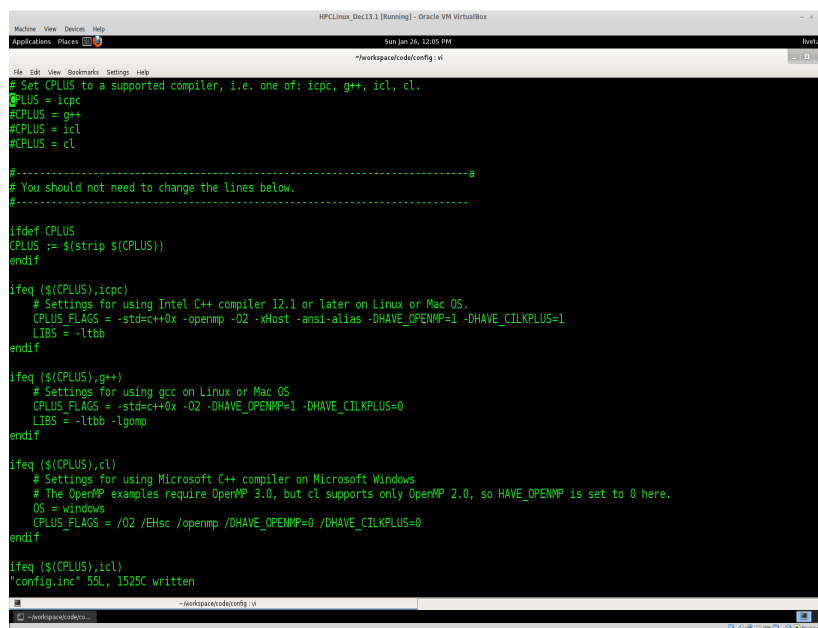 HPCLinux_Dec13.1 [Running] - Oracle VM VirtualBox
Machine View Devices Help
Applications Places Sun Jan 26, 12:05 PM livet
~/workspace/code/config : vi
File Edit View Bookmarks Settings Help
# Set CPLUS to a supported compiler, i.e. one of: icpc, g++, icl, cl.
CPLUS = icpc
#CPLUS = g++
#CPLUS = icl
#CPLUS = cl
#----------------------------------------------------------------------------a
# You should not need to change the lines below.
#----------------------------------------------------------------------------
ifdef CPLUS
CPLUS := $(strip $(CPLUS))
endif
ifeq ($(CPLUS),icpc)
# Settings for using Intel C++ compiler 12.1 or later on Linux or Mac OS.
CPLUS_FLAGS = -std=c++0x -openmp -O2 -xHost -ansi-alias -DHAVE_OPENMP=1 -DHAVE_CILKPLUS=1
LIBS = -ltbb
endif
ifeq ($(CPLUS),g++)
# Settings for using gcc on Linux or Mac OS
CPLUS_FLAGS = -std=c++0x -O2 -DHAVE_OPENMP=1 -DHAVE_CILKPLUS=0
LIBS = -ltbb -lgomp
endif
ifeq ($(CPLUS),cl)
# Settings for using Microsoft C++ compiler on Microsoft Windows
# The OpenMP examples require OpenMP 3.0, but cl supports only OpenMP 2.0, so HAVE_OPENMP is set to 0 here.
OS = windows
CPLUS_FLAGS = /O2 /EHsc /openmp /DHAVE_OPENMP=0 /DHAVE_CILKPLUS=0
endif
ifeq ($(CPLUS),icl)
"config.inc" 55L, 1525C written
~/workspace/code/config : vi
~/workspace/code/co...